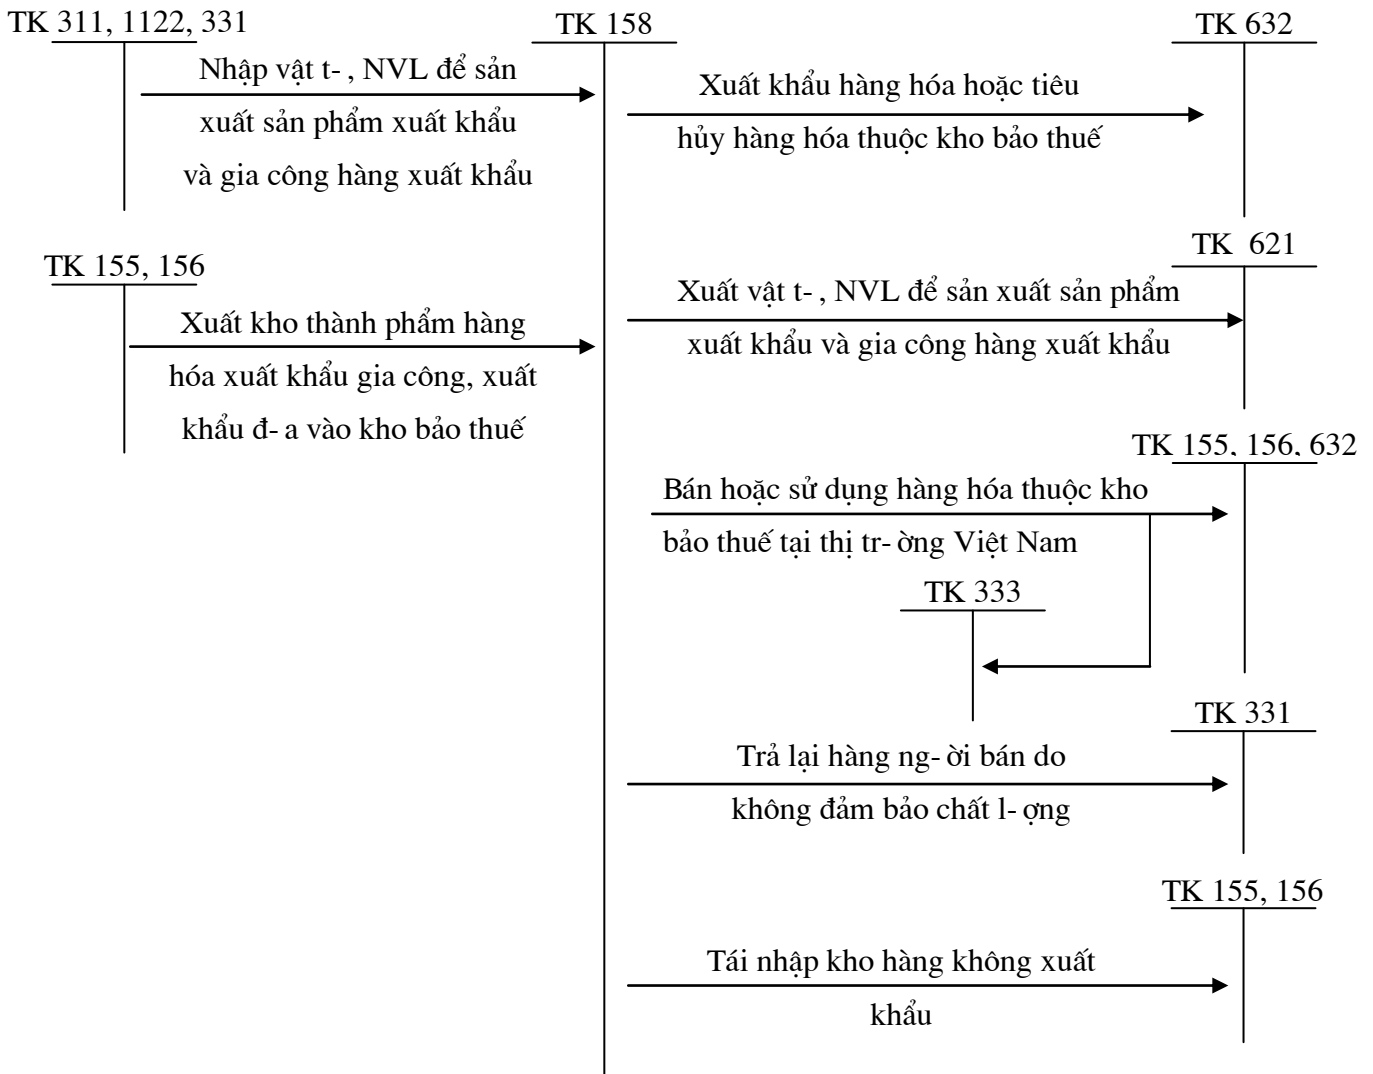 TK 311, 1122, 331
TK 158
TK 632
Nhập vật t- , NVL để sản
xuất sản phẩm xuất khẩu
và gia công hàng xuất khẩu
Xuất khẩu hàng hóa hoặc tiêu
hủy hàng hóa thuộc kho bảo thuế
TK 155, 156
Xuất kho thành phẩm hàng
hóa xuất khẩu gia công, xuất
khẩu đ- a vào kho bảo thuế
TK 621
Xuất vật t- , NVL để sản xuất sản phẩm
xuất khẩu và gia công hàng xuất khẩu
TK 155, 156, 632
Bán hoặc sử dụng hàng hóa thuộc kho
bảo thuế tại thị tr- ờng Việt Nam
TK 333
TK 331
Trả lại hàng ng- ời bán do
không đảm bảo chất l- ợng
TK 155, 156
Tái nhập kho hàng không xuất
khẩu